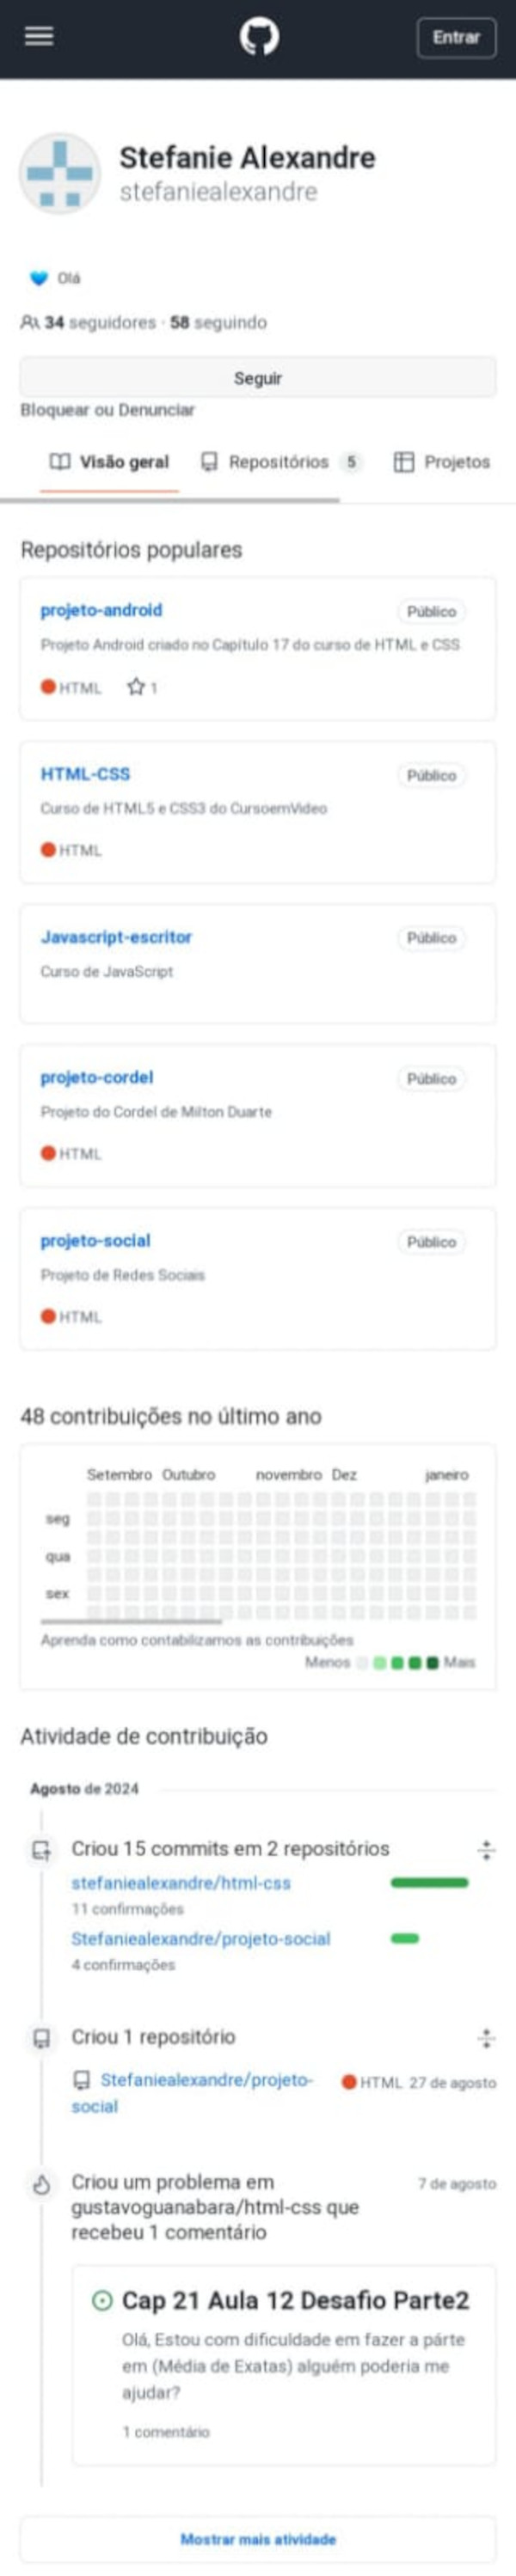 Entrar
Stefanie Alexandre
stefaniealexandre
Olá
34 seguidores · 58 seguindo
Seguir
Bloquear ou Denunciar
Visão geral Repositórios 5 Projetos
Repositórios populares
projeto-android Público
Projeto Android criado no Capítulo 17 do curso de HTML e CSS
HTML 1
HTML-CSS Público
Curso de HTML5 e CSS3 do CursoemVideo
HTML
Javascript-escritor Público
Curso de JavaScript
projeto-cordel Público
Projeto do Cordel de Milton Duarte
HTML
projeto-social Público
Projeto de Redes Sociais
HTML
48 contribuições no último ano
Setembro Outubro novembro Dez janeiro
seg
qua
sex
Aprenda como contabilizamos as contribuições
Menos Mais
Atividade de contribuição
Agosto de 2024
Criou 15 commits em 2 repositórios
stefaniealexandre/html-css
11 confirmações
Stefaniealexandre/projeto-social
4 confirmações
Criou 1 repositório
Stefaniealexandre/projeto- HTML 27 de agosto
social
Criou um problema em 7 de agosto
gustavoguanabara/html-css que
recebeu 1 comentário
Cap 21 Aula 12 Desafio Parte2
Olá, Estou com dificuldade em fazer a párte
em (Média de Exatas) alguém poderia me
ajudar?
1 comentário
Mostrar mais atividade